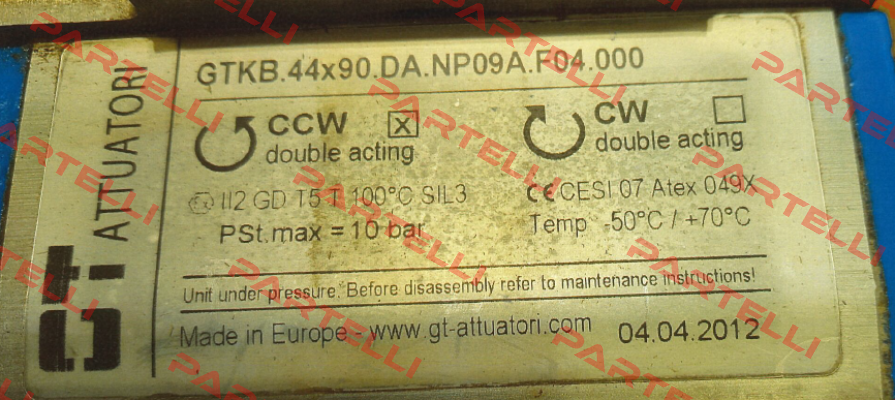 GTKB.44x90.DA.NP09A.F04.000
CCW X
double acting
CW
double acting
II2 GD T5 T 100°C SIL3
CE CESI 07 Atex 049X
PSt.max = 10 bar
Temp -50°C / +70°C
Unit under pressure. Before disassembly refer to maintenance instructions!
Made in Europe - www.gt-attuatori.com 04.04.2012
gt ATTUATORI
PARTELLI